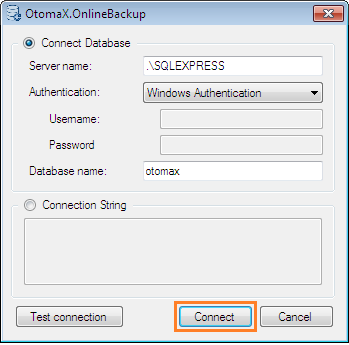 OtomaX.OnlineBackup
Connect Database
Server name: .\SQLEXPRESS
Authentication: Windows Authentication
Username:
Password
Database name: otomax
Connection String
Test connection Connect Cancel